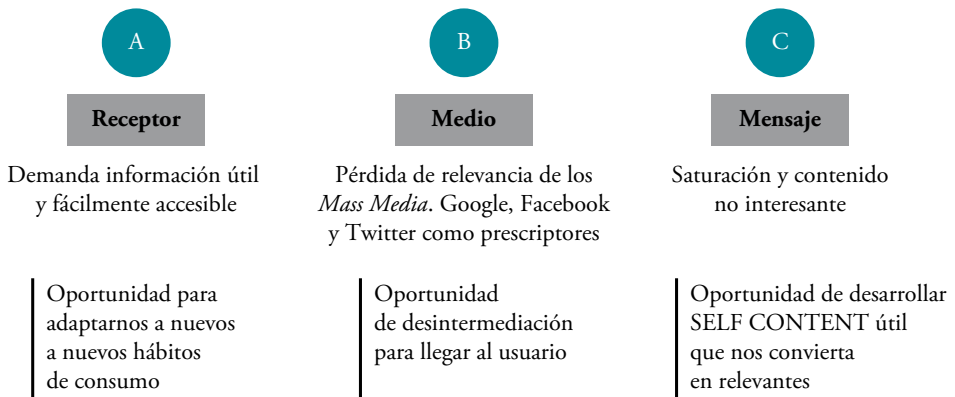 A
Receptor
Demanda información útil
y fácilmente accesible
Oportunidad para
adaptarnos a nuevos
a nuevos hábitos
de consumo
B
Medio
Pérdida de relevancia de los
Mass Media. Google, Facebook
y Twitter como prescriptores
Oportunidad
de desintermediación
para llegar al usuario
C
Mensaje
Saturación y contenido
no interesante
Oportunidad de desarrollar
SELF CONTENT útil
que nos convierta
en relevantes